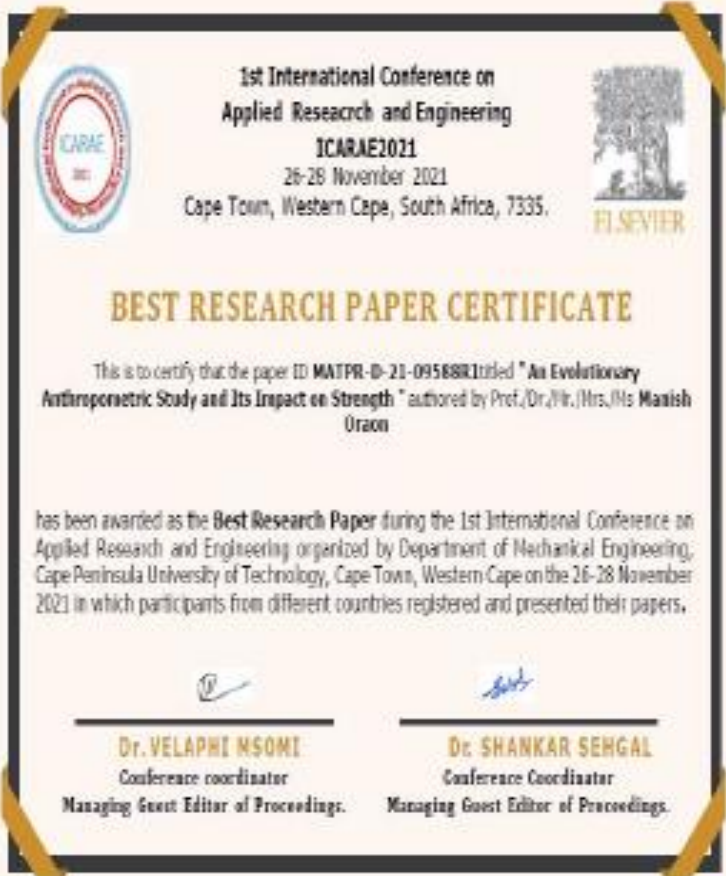 1st International Conference on
Applied Reseacrch and Engineering
ICARAE2021
26-28 November 2021
Cape Town, Western Cape, South Africa, 7335.
ICARAE
2021
ELSEVIER
BEST RESEARCH PAPER CERTIFICATE
This is to certify that the paper ID MATPR-D-21-09588R1titled "An Evolutionary
Anthropometric Study and Its Impact on Strength " authored by Prof./Dr./Mr./Mrs./Ms Manish
Oraon
has been awarded as the Best Research Paper during the 1st International Conference on
Applied Research and Engineering organized by Department of Mechanical Engineering,
Cape Peninsula University of Technology, Cape Town, Western Cape on the 26-28 November
2021 in which participants from different countries registered and presented their papers.
Dr. VELAPHI MSOMI
Conference coordinator
Managing Guest Editor of Proceedings.
Dr. SHANKAR SEHGAL
Conference Coordinator
Managing Guest Editor of Proceedings.